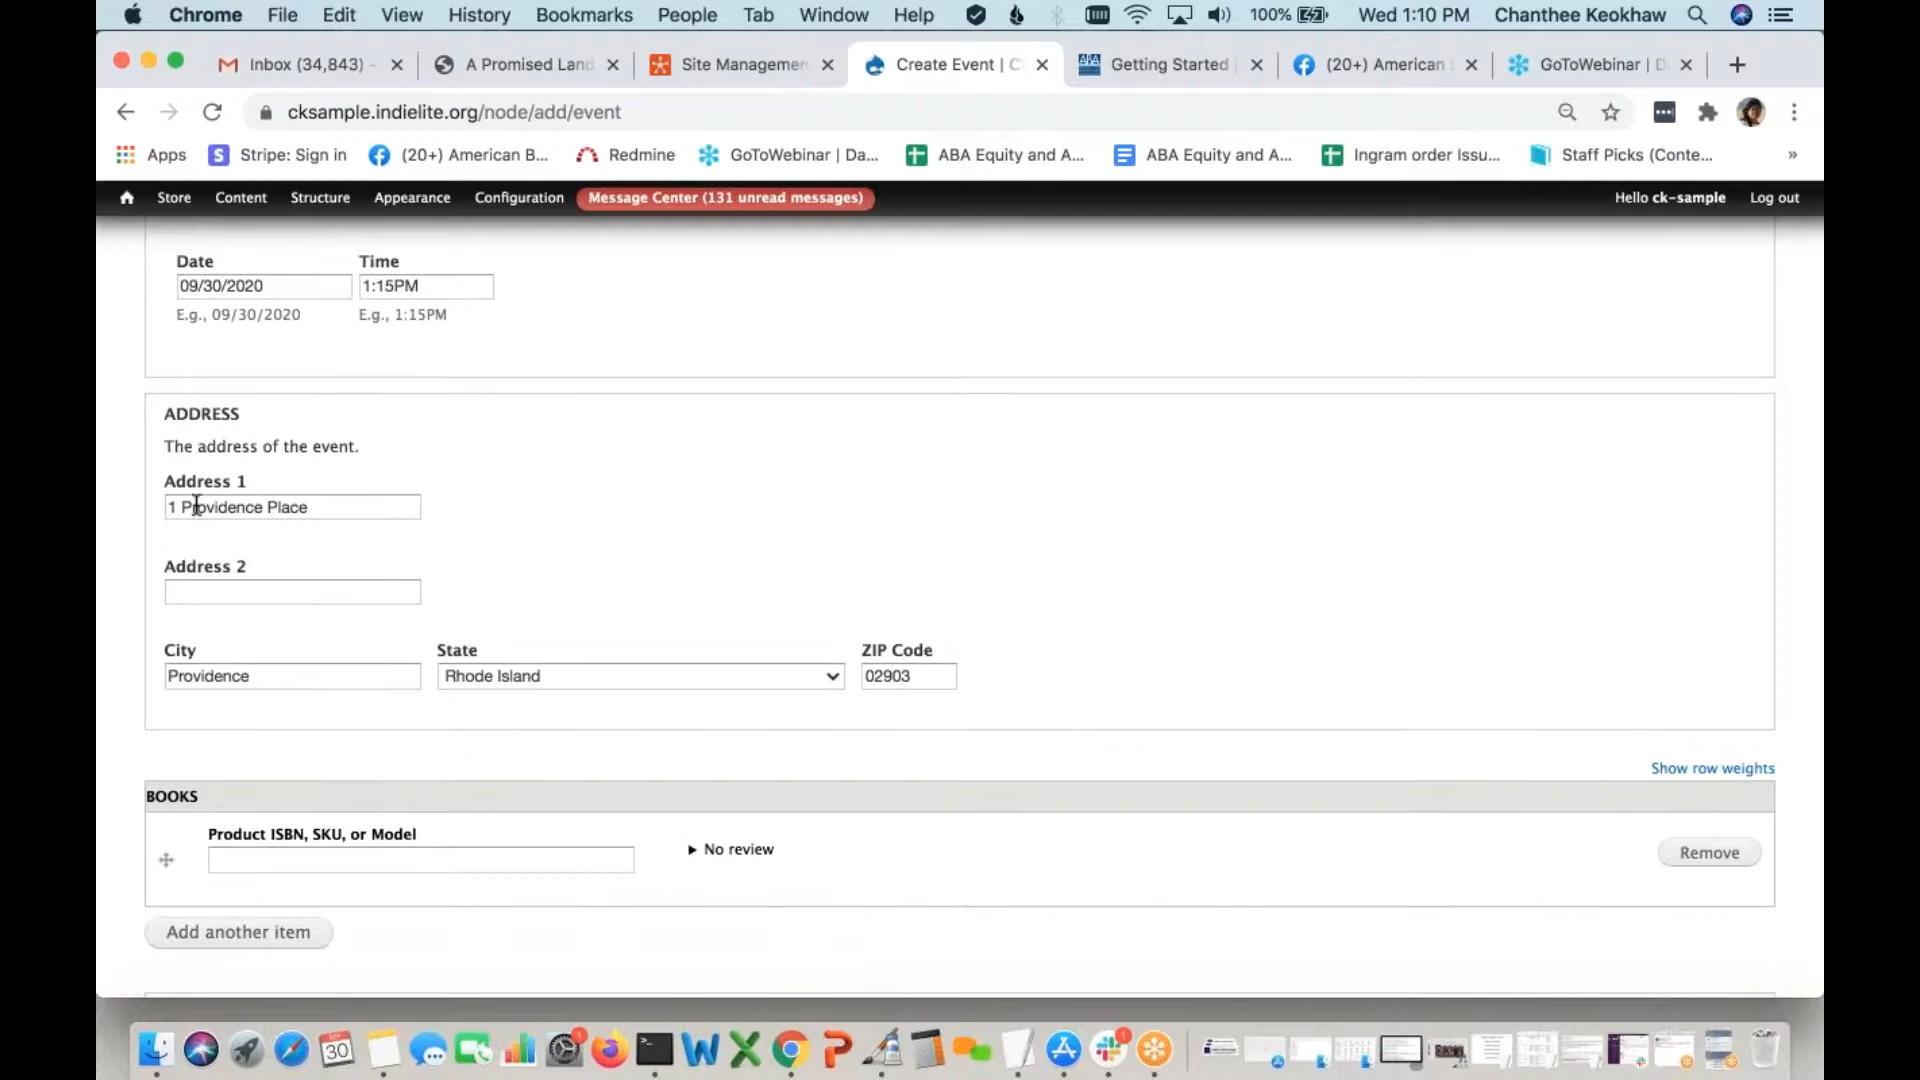 Chrome File Edit View History Bookmarks People Tab Window Help 100% Wed 1:10 PM Chanthee Keokhaw
Inbox (34,843) - A Promised Land Site Managemen Create Event | C Getting Started (20+) American GoToWebinar | D
cksample.indielite.org/node/add/event
Apps Stripe: Sign in (20+) American B... Redmine GoToWebinar | Da... ABA Equity and A... ABA Equity and A... Ingram order Issu... Staff Picks (Conte... »
Store Content Structure Appearance Configuration Message Center (131 unread messages) Hello ck-sample Log out
Date Time
09/30/2020 1:15PM
E.g., 09/30/2020 E.g., 1:15PM
ADDRESS
The address of the event.
Address 1
1 Providence Place
Address 2
City State ZIP Code
Providence Rhode Island 02903
Show row weights
BOOKS
Product ISBN, SKU, or Model
No review
Remove
Add another item
30